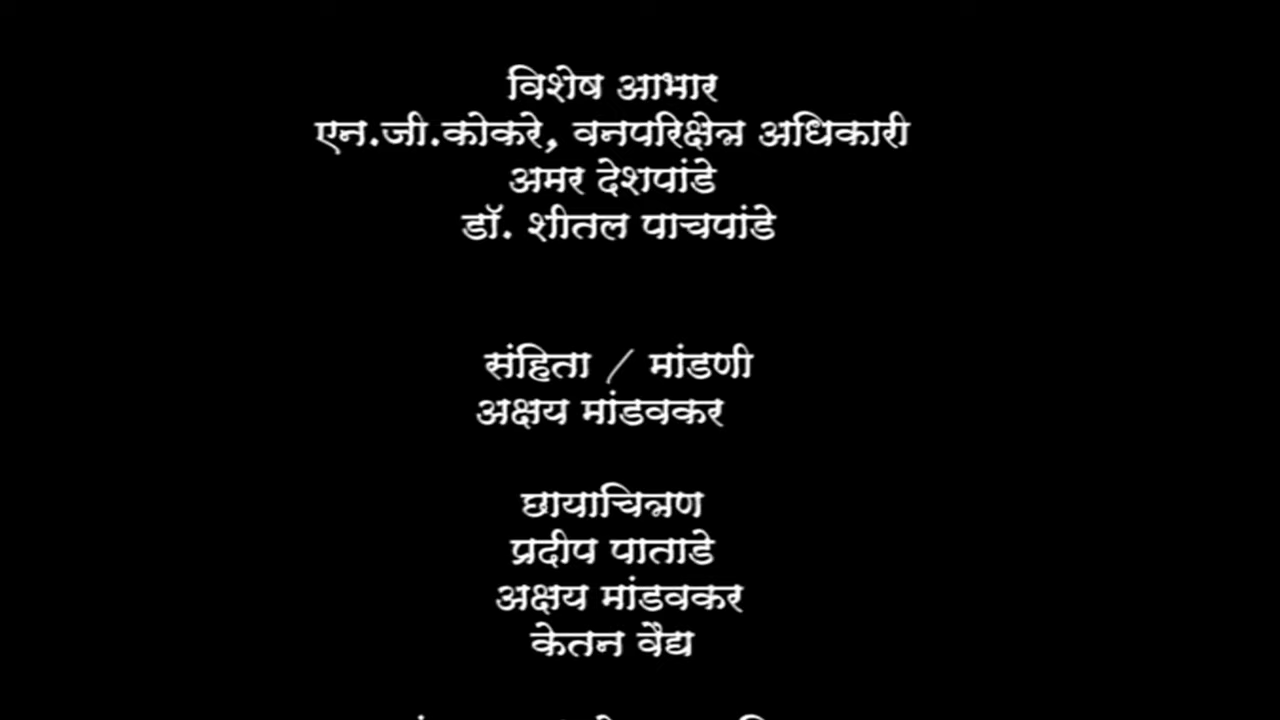 विशेष आभार
एन.जी.कोकरे, वनपरिक्षेत्र अधिकारी
अमर देशपांडे
डॉ. शीतल पाचपांडे
संहिता / मांडणी
अक्षय मांडवकर
छायाचित्रण
प्रदीप पाताडे
अक्षय मांडवकर
केतन वैद्य